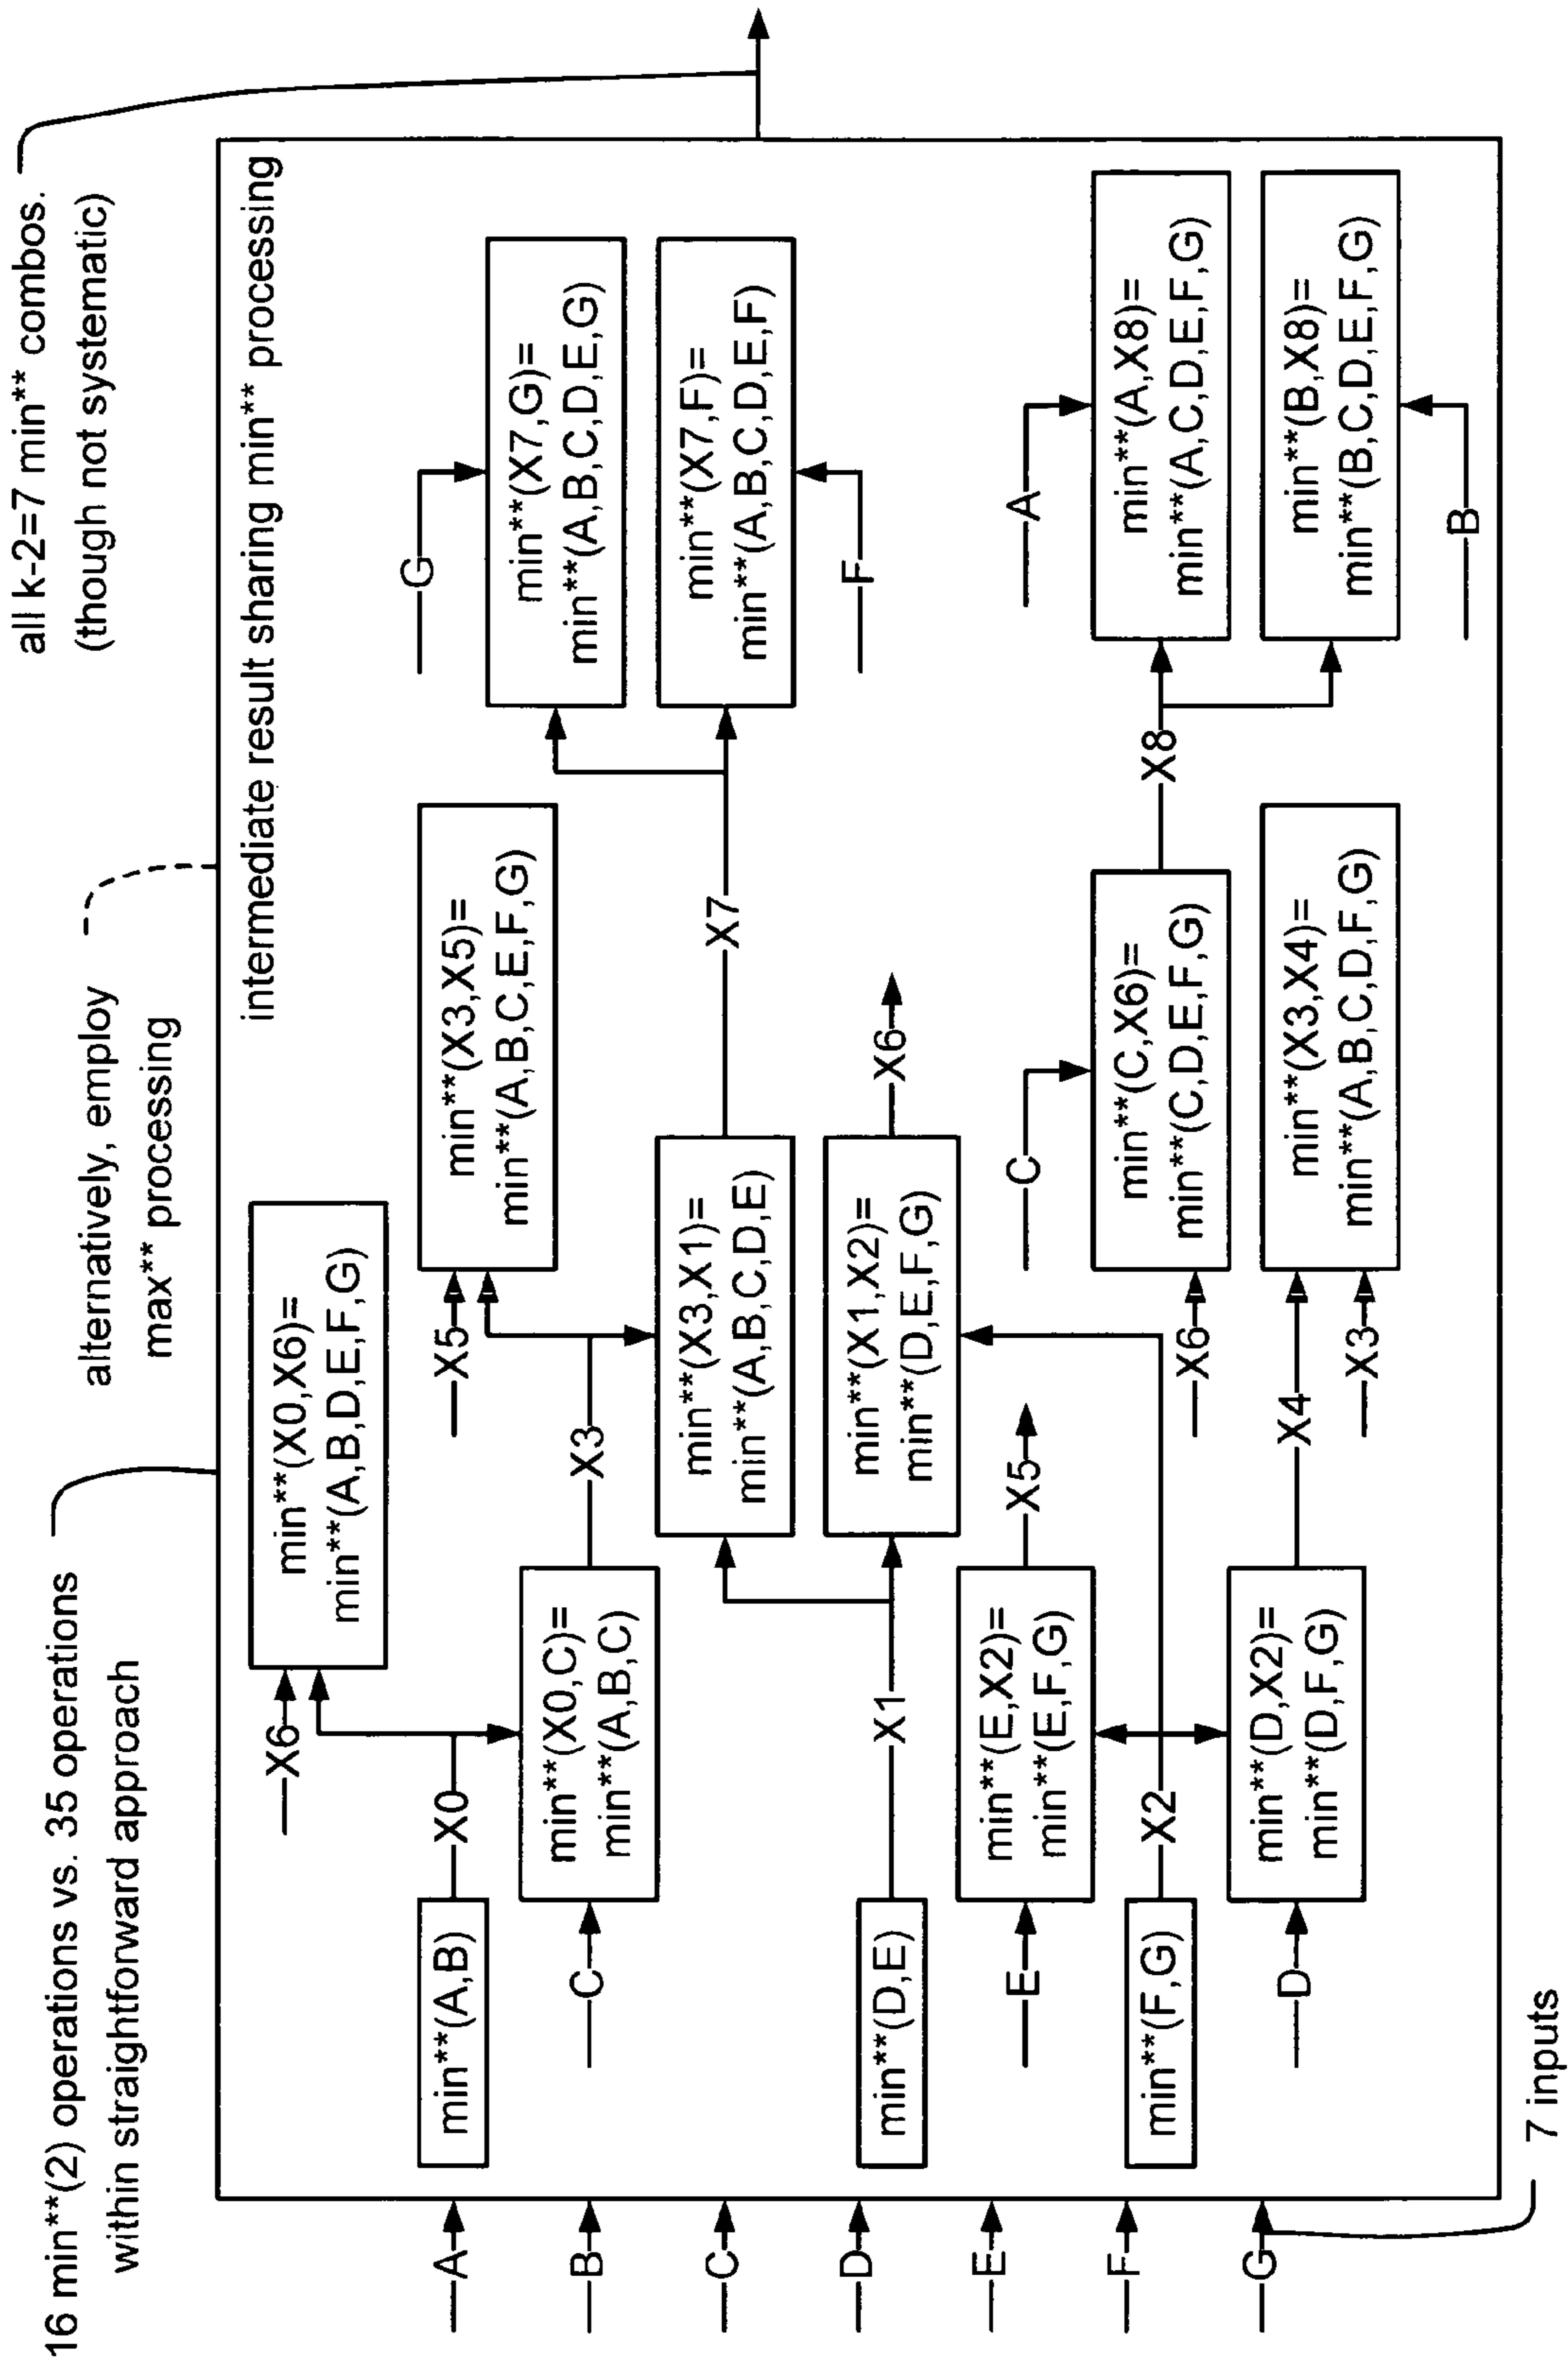 16 min**(2) operations vs. 35 operations
within straightforward approach
alternatively, employ
max** processing
all k-2=7 min** combos.
(though not systematic)
intermediate result sharing min** processing
A
B
C
D
E
F
G
7 inputs
min**(A,B)
X0
C
min**(X0,C)=
min**(A,B,C)
X6
min**(X0,X6)=
min**(A,B,D,E,F,G)
X3
X5
min**(X3,X5)=
min**(A,B,C,E,F,G)
min**(D,E)
X1
min**(X3,X1)=
min**(A,B,C,D,E)
X7
G
min**(X7,G)=
min**(A,B,C,D,E,G)
min**(X7,F)=
min**(A,B,C,D,E,F)
F
min**(X1,X2)=
min**(D,E,F,G)
X6
E
min**(E,X2)=
min**(E,F,G)
X5
min**(F,G)
X2
D
min**(D,X2)=
min**(D,F,G)
X4
C
X6
min**(C,X6)=
min**(C,D,E,F,G)
X3
min**(X3,X4)=
min**(A,B,C,D,F,G)
X8
A
min**(A,X8)=
min**(A,C,D,E,F,G)
min**(B,X8)=
min**(B,C,D,E,F,G)
B